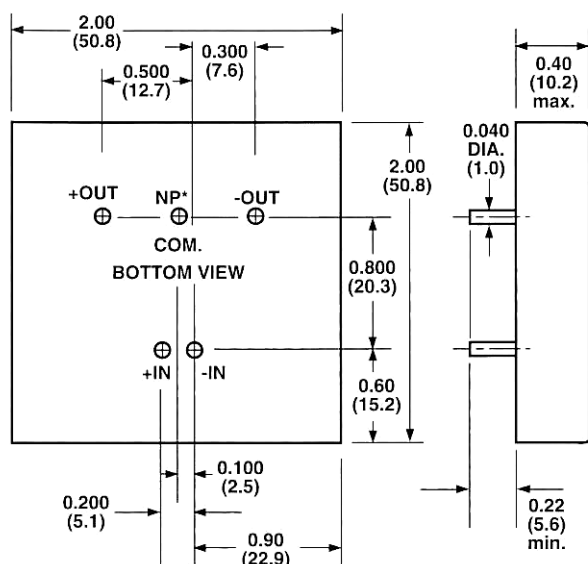 2.00
(50.8)
0.300
(7.6)
0.500
(12.7)
0.40
(10.2)
max.
0.040
DIA.
(1.0)
2.00
(50.8)
+OUT
NP*
-OUT
COM.
BOTTOM VIEW
0.800
(20.3)
+IN
-IN
0.60
(15.2)
0.100
(2.5)
0.200
(5.1)
0.90
(22.9)
0.22
(5.6)
min.